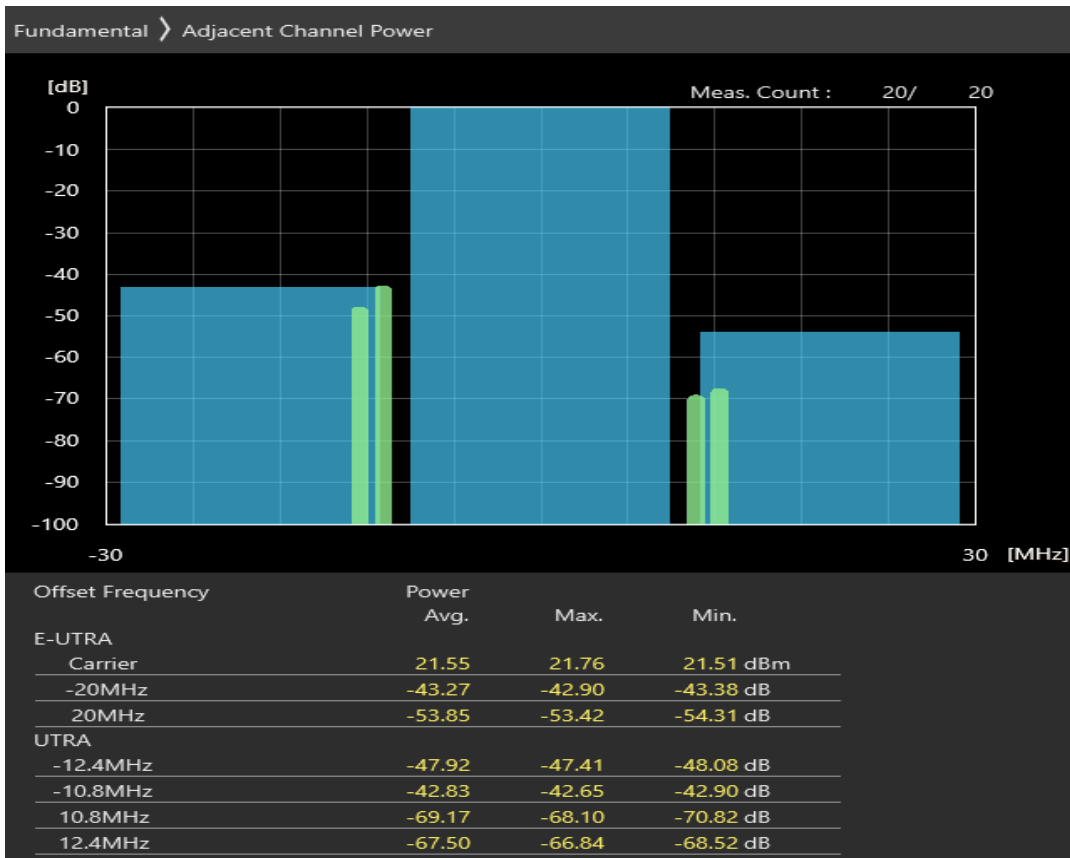 Fundamental 〉 Adjacent Channel Power
[dB]
Meas. Count : 20/ 20
0
-10
-20
-30
-40
-50
-60
-70
-80
-90
-100
-30 30 [MHz]
Offset Frequency Power
Avg. Max. Min.
E-UTRA
Carrier 21.55 21.76 21.51 dBm
-20MHz -43.27 -42.90 -43.38 dB
20MHz -53.85 -53.42 -54.31 dB
UTRA
-12.4MHz -47.92 -47.41 -48.08 dB
-10.8MHz -42.83 -42.65 -42.90 dB
10.8MHz -69.17 -68.10 -70.82 dB
12.4MHz -67.50 -66.84 -68.52 dB